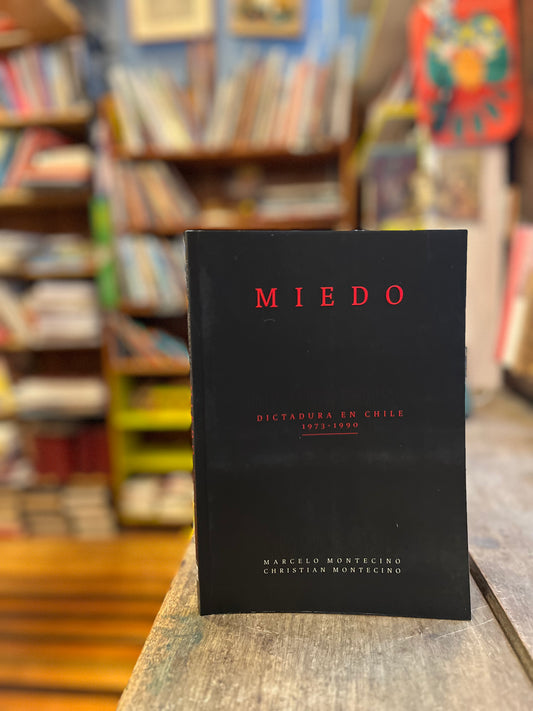 MIEDO
DICTADURA EN CHILE
1973-1990
MARCELO MONTECINO
CHRISTIAN MONTECINO